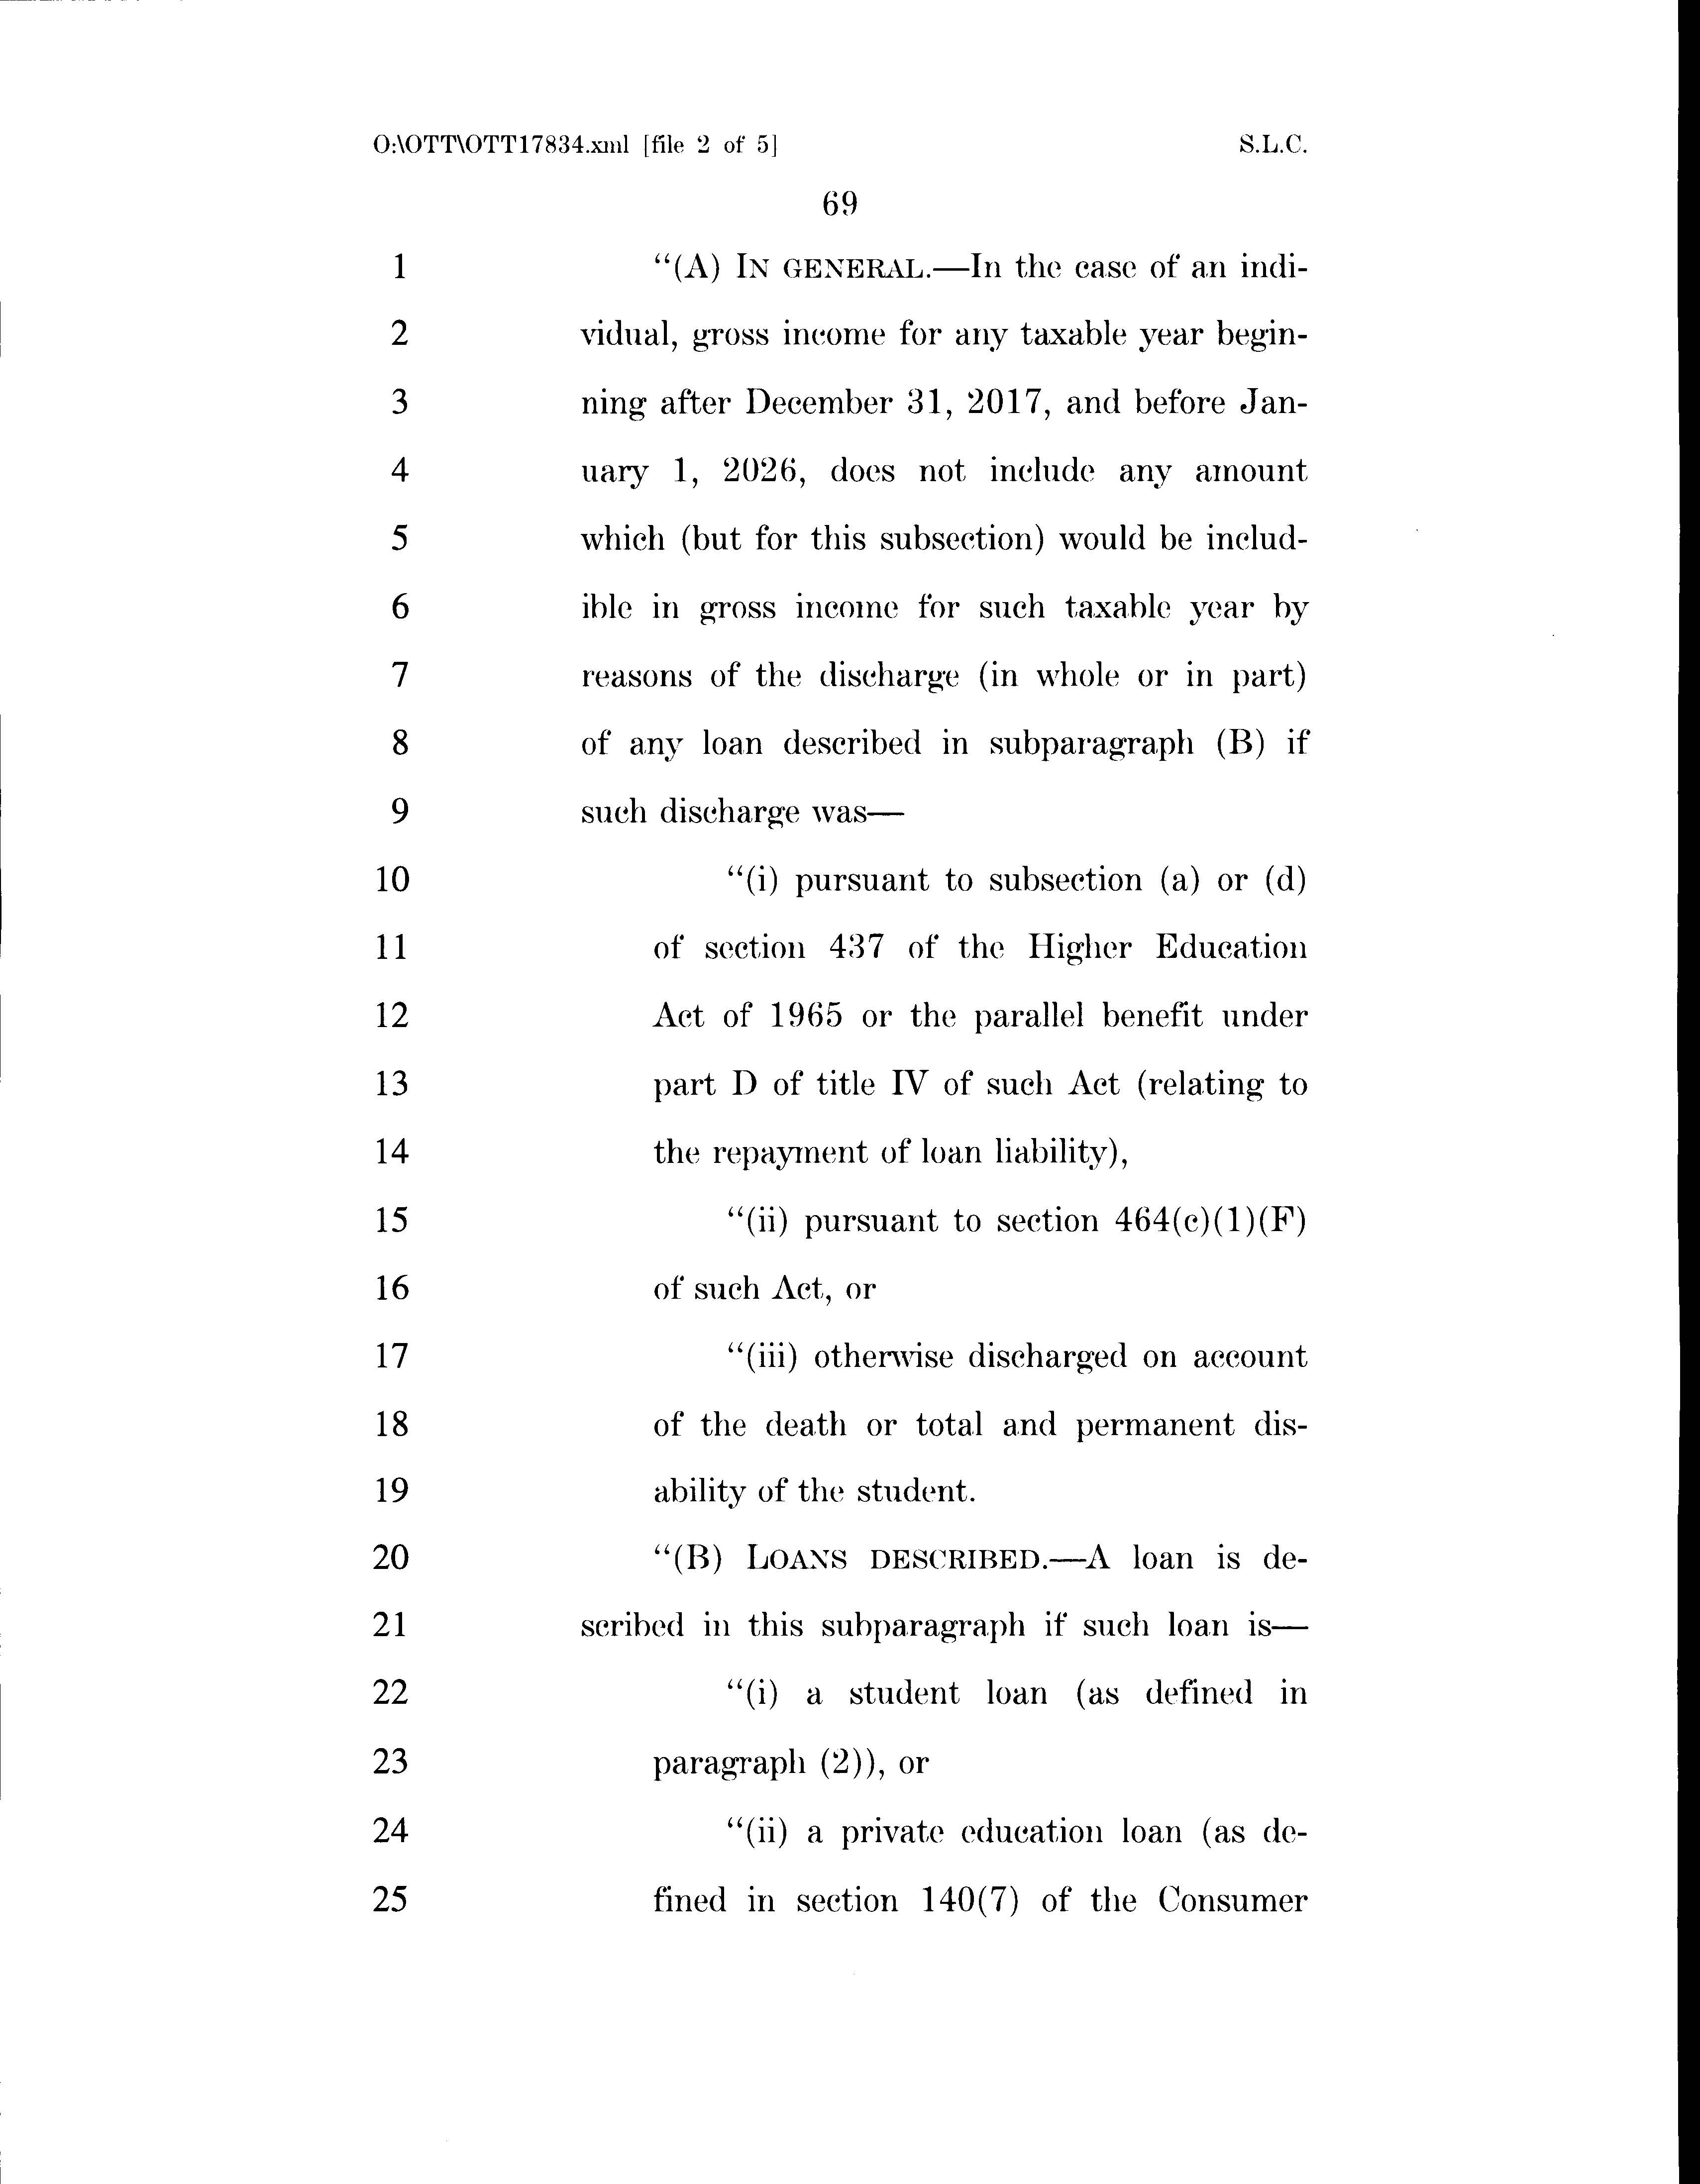 O:\OTT\OTT17834.xml [file 2 of 5] S.L.C.
69
1 “(A) IN GENERAL.—In the case of an indi-
2 vidual, gross income for any taxable year begin-
3 ning after December 31, 2017, and before Jan-
4 uary 1, 2026, does not include any amount
5 which (but for this subsection) would be includ-
6 ible in gross income for such taxable year by
7 reasons of the discharge (in whole or in part)
8 of any loan described in subparagraph (B) if
9 such discharge was—
10 “(i) pursuant to subsection (a) or (d)
11 of section 437 of the Higher Education
12 Act of 1965 or the parallel benefit under
13 part D of title IV of such Act (relating to
14 the repayment of loan liability),
15 “(ii) pursuant to section 464(c)(1)(F)
16 of such Act, or
17 “(iii) otherwise discharged on account
18 of the death or total and permanent dis-
19 ability of the student.
20 “(B) LOANS DESCRIBED.—A loan is de-
21 scribed in this subparagraph if such loan is—
22 “(i) a student loan (as defined in
23 paragraph (2)), or
24 “(ii) a private education loan (as de-
25 fined in section 140(7) of the Consumer